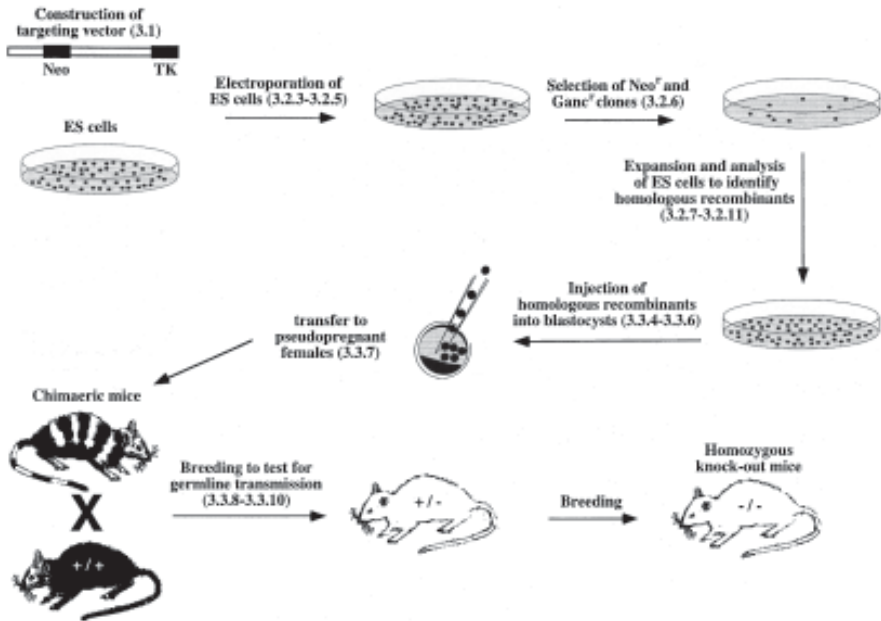 Construction of
targeting vector (3.1)
Neo
TK
ES cells
Electroporation of
ES cells (3.2.3-3.2.5)
Selection of Neoʳ and
Gancʳ clones (3.2.6)
Expansion and analysis
of ES cells to identify
homologous recombinants
(3.2.7-3.2.11)
Injection of
homologous recombinants
into blastocysts (3.3.4-3.3.6)
transfer to
pseudopregnant
females (3.3.7)
Chimaeric mice
X
+/+
Breeding to test for
germline transmission
(3.3.8-3.3.10)
+/-
Breeding
Homozygous
knock-out mice
-/-